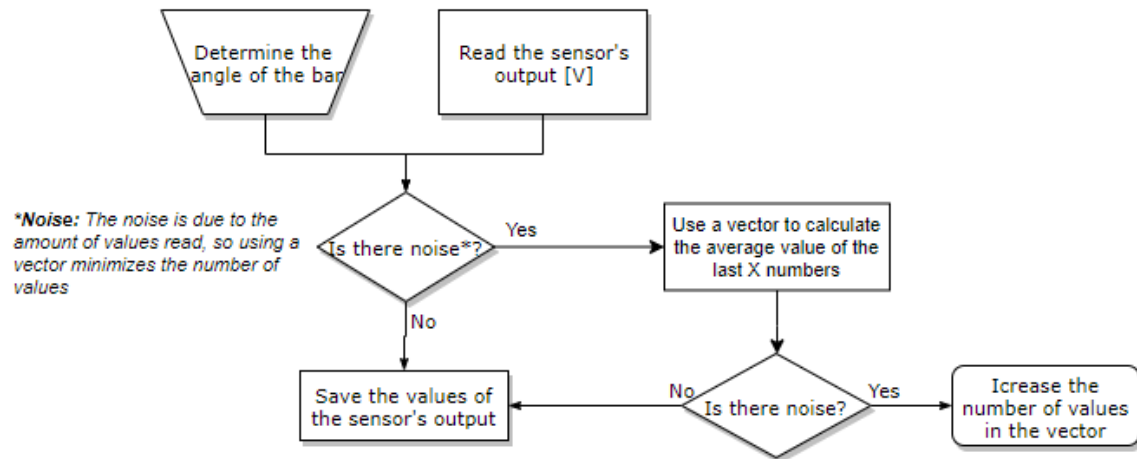 Determine the
angle of the bar
Read the sensor's
output [V]
*Noise: The noise is due to the
amount of values read, so using a
vector minimizes the number of
values
Is there noise*?
Yes
Use a vector to calculate
the average value of the
last X numbers
No
Save the values of
the sensor's output
No
Is there noise?
Yes
Icrease the
number of values
in the vector